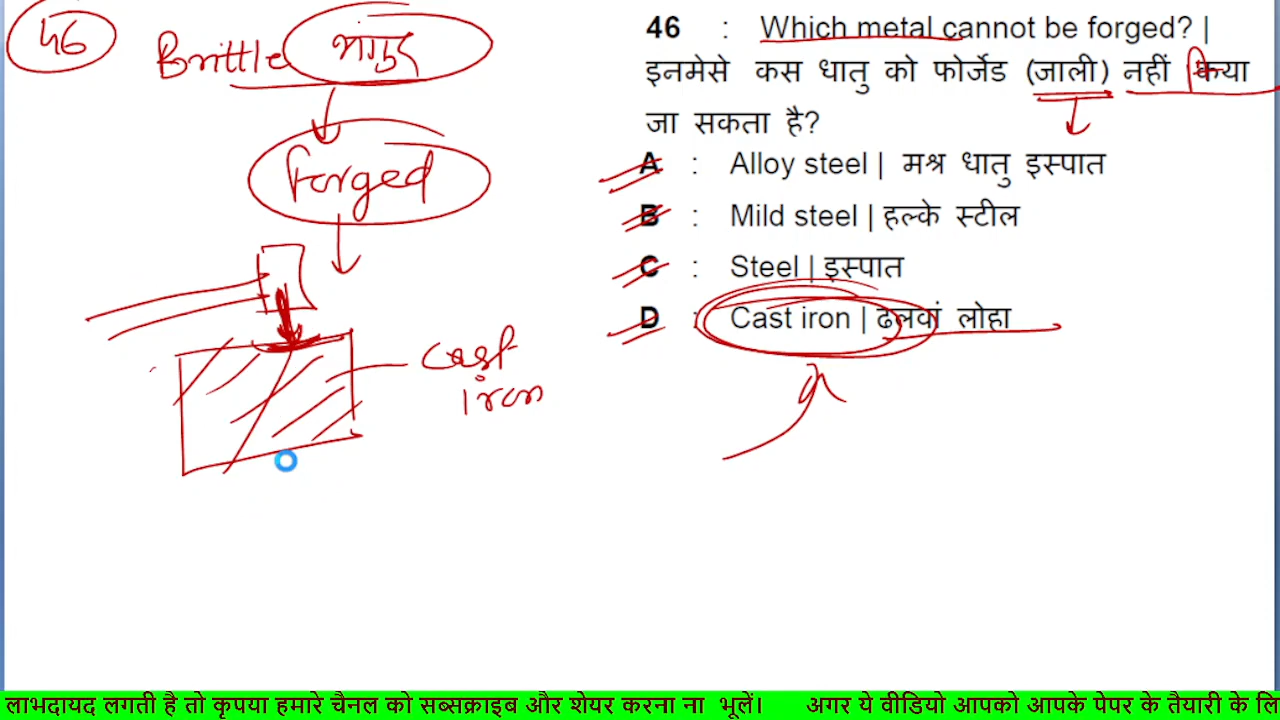 46
Brittle भंगुर
Forged
Cast
iron
46 : Which metal cannot be forged? |
इनमेसे कस धातु को फोर्जेड (जाली) नहीं किया
जा सकता है?
A : Alloy steel | मश्र धातु इस्पात
B : Mild steel | हल्के स्टील
C : Steel | इस्पात
D : Cast iron | ढलवां लोहा
लाभदायद लगती है तो कृपया हमारे चैनल को सब्सक्राइब और शेयर करना ना भूलें। अगर ये वीडियो आपको आपके पेपर के तैयारी के लि